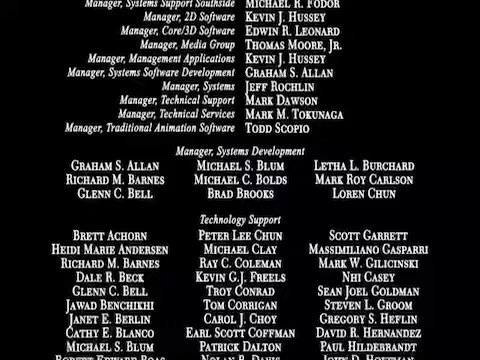 Manager, Systems Support Southside MICHAEL R. FODOR
Manager, 2D Software KEVIN J. HUSSEY
Manager, Core/3D Software EDWIN R. LEONARD
Manager, Media Group THOMAS MOORE, JR.
Manager, Management Applications KEVIN J. HUSSEY
Manager, Systems Software Development GRAHAM S. ALLAN
Manager, Systems JEFF ROCHLIN
Manager, Technical Support MARK DAWSON
Manager, Technical Services MARK M. TOKUNAGA
Manager, Traditional Animation Software TODD SCOPIO
Manager, Systems Development
GRAHAM S. ALLAN MICHAEL S. BLUM LETHA L. BURCHARD
RICHARD M. BARNES MICHAEL C. BOLDS MARK ROY CARLSON
GLENN C. BELL BRAD BROOKS LOREN CHUN
Technology Support
BRETT ACHORN PETER LEE CHUN SCOTT GARRETT
HEIDI MARIE ANDERSEN MICHAEL CLAY MASSIMILIANO GASPARRI
RICHARD M. BARNES RAY C. COLEMAN MARK W. GILICINSKI
DALE R. BECK KEVIN G.J. FREELS NHI CASEY
GLENN C. BELL TROY CONRAD SEAN JOEL GOLDMAN
JAWAD BENCHIKHI TOM CORRIGAN STEVEN L. GROOM
JANET E. BERLIN CAROL J. CHOY GREGORY S. HEFLIN
CATHY E. BLANCO EARL SCOTT COFFMAN DAVID R. HERNANDEZ
MICHAEL S. BLUM PATRICK DALTON PAUL HILDEBRANDT
ROBERT EDWARD BOAS NOLAN R. DAVIS JOHN D. HOFFMAN